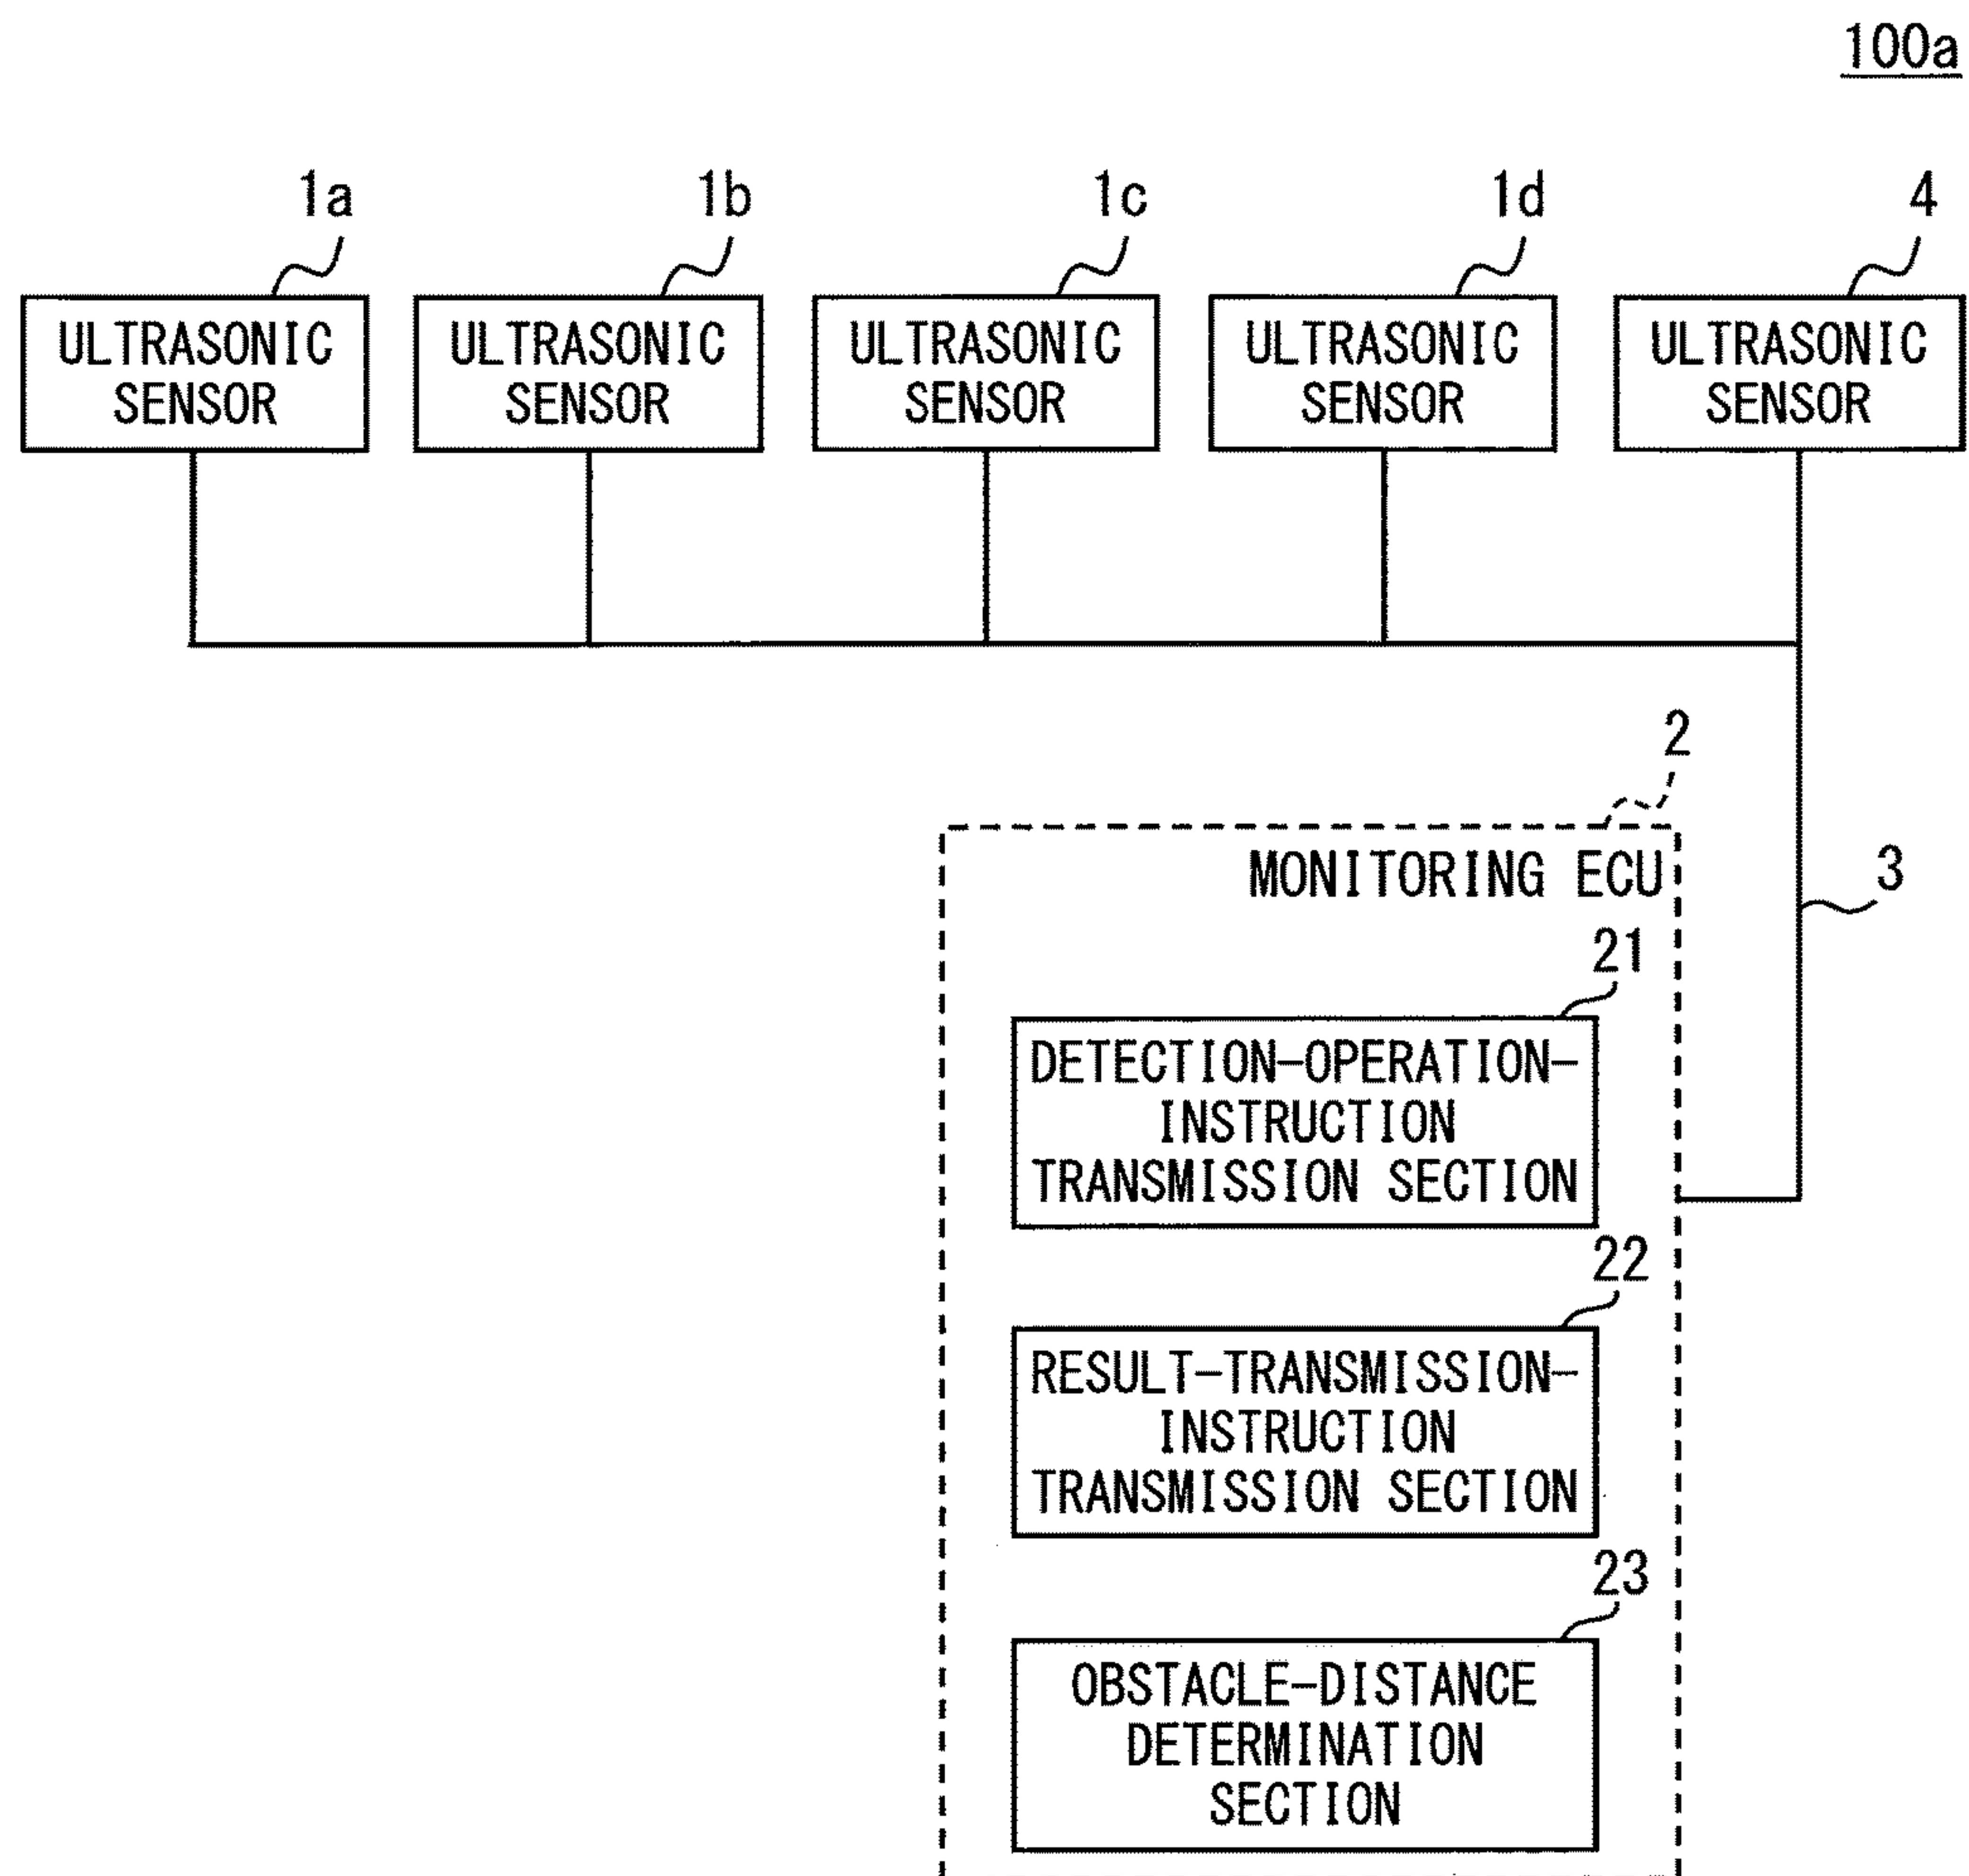 100a
1a
1b
1c
1d
4
ULTRASONIC
SENSOR
ULTRASONIC
SENSOR
ULTRASONIC
SENSOR
ULTRASONIC
SENSOR
ULTRASONIC
SENSOR
2
MONITORING ECU
3
21
DETECTION-OPERATION-
INSTRUCTION
TRANSMISSION SECTION
22
RESULT-TRANSMISSION-
INSTRUCTION
TRANSMISSION SECTION
23
OBSTACLE-DISTANCE
DETERMINATION
SECTION